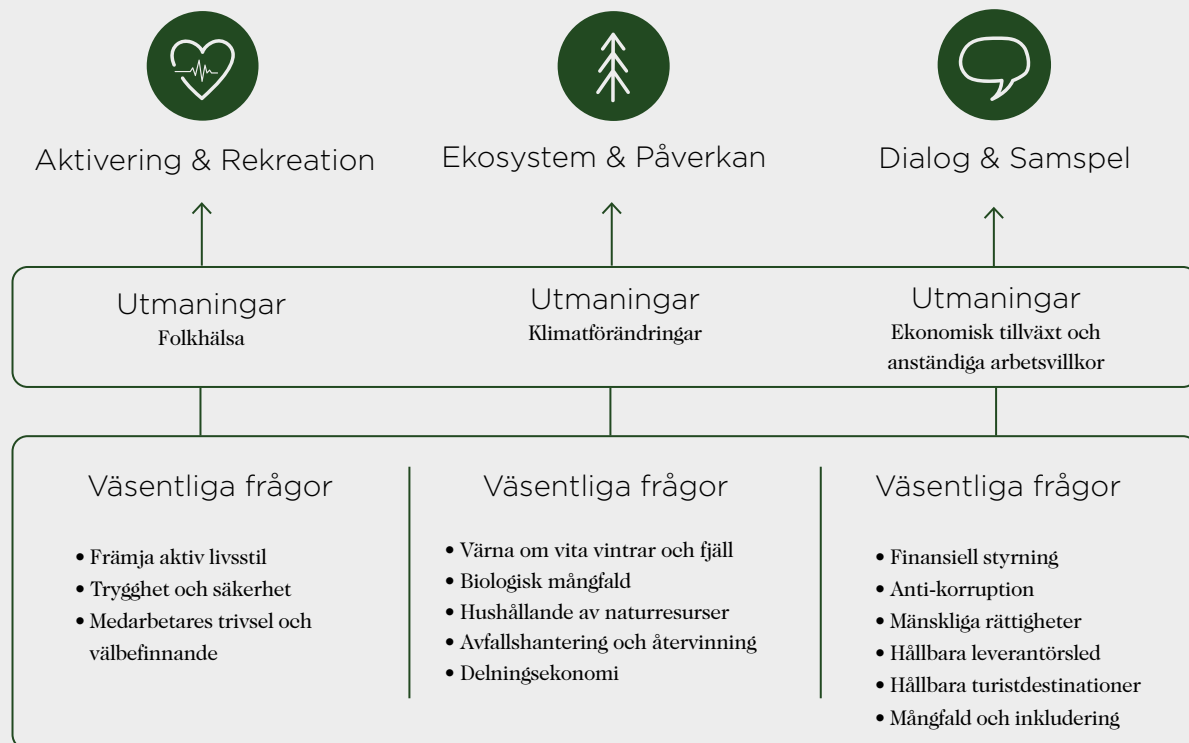 Aktivering & Rekreation
Ekosystem & Påverkan
Dialog & Samspel
Utmaningar
Folkhälsa
Utmaningar
Klimatförändringar
Utmaningar
Ekonomisk tillväxt och
anständiga arbetsvillkor
Väsentliga frågor
• Främja aktiv livsstil
• Trygghet och säkerhet
• Medarbetares trivsel och
välbefinnande
Väsentliga frågor
• Värna om vita vintrar och fjäll
• Biologisk mångfald
• Hushållande av naturresurser
• Avfallshantering och återvinning
• Delningsekonomi
Väsentliga frågor
• Finansiell styrning
• Anti-korruption
• Mänskliga rättigheter
• Hållbara leverantörsled
• Hållbara turistdestinationer
• Mångfald och inkludering